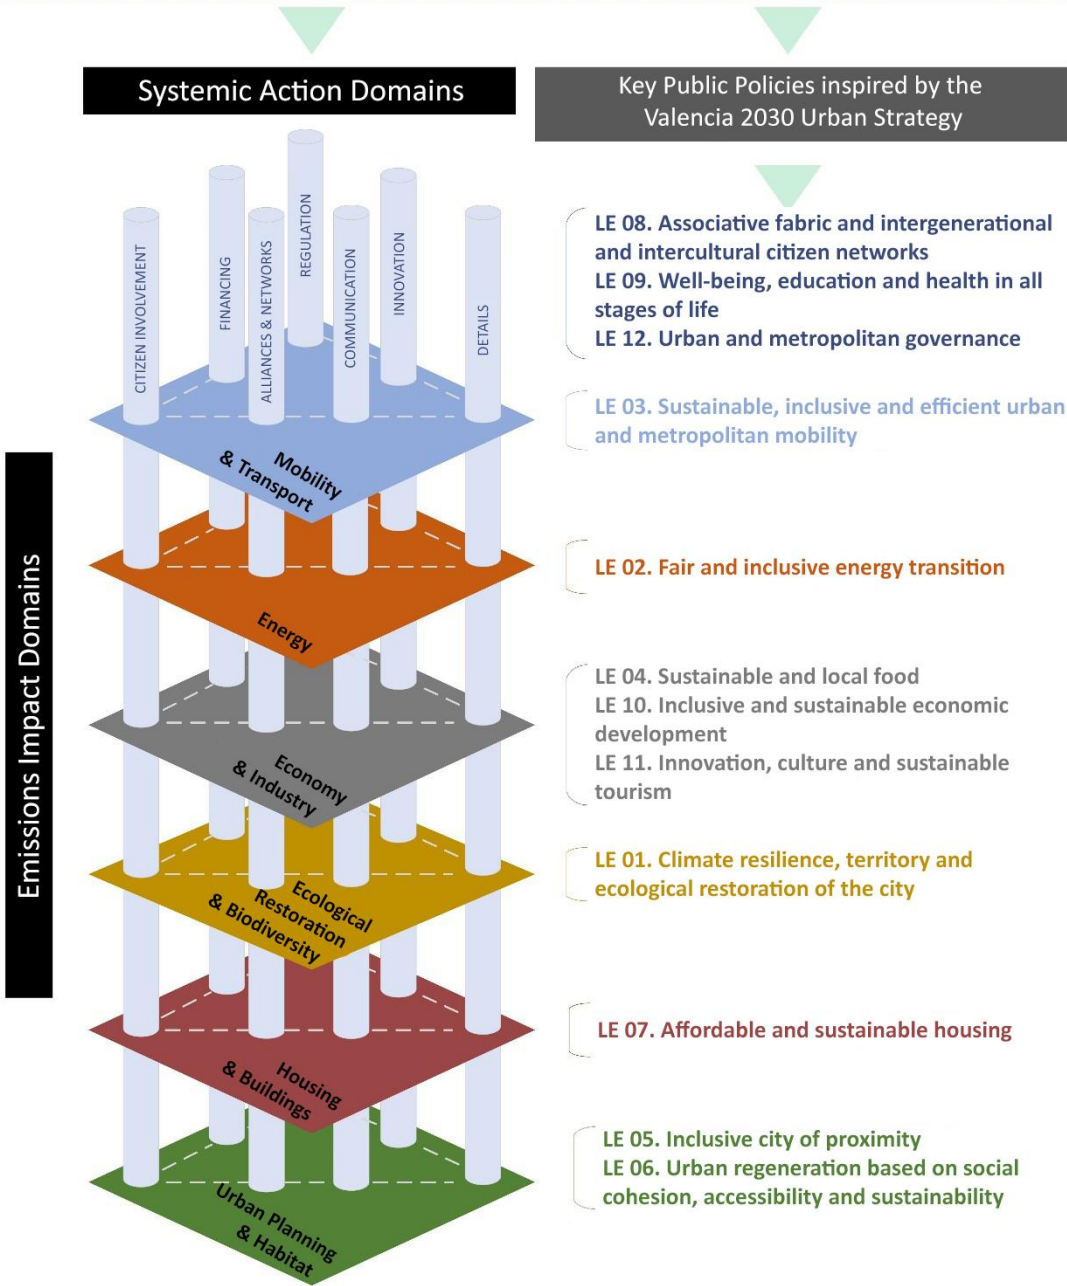 Systemic Action Domains
Key Public Policies inspired by the
Valencia 2030 Urban Strategy
CITIZEN INVOLVEMENT
FINANCING
ALLIANCES & NETWORKS
REGULATION
COMMUNICATION
INNOVATION
DETAILS
LE 08. Associative fabric and intergenerational
and intercultural citizen networks
LE 09. Well-being, education and health in all
stages of life
LE 12. Urban and metropolitan governance
Emissions Impact Domains
Mobility
& Transport
LE 03. Sustainable, inclusive and efficient urban
and metropolitan mobility
Energy
LE 02. Fair and inclusive energy transition
Economy
& Industry
LE 04. Sustainable and local food
LE 10. Inclusive and sustainable economic
development
LE 11. Innovation, culture and sustainable
tourism
Ecological
Restoration
& Biodiversity
LE 01. Climate resilience, territory and
ecological restoration of the city
Housing
& Buildings
LE 07. Affordable and sustainable housing
Urban Planning
& Habitat
LE 05. Inclusive city of proximity
LE 06. Urban regeneration based on social
cohesion, accessibility and sustainability